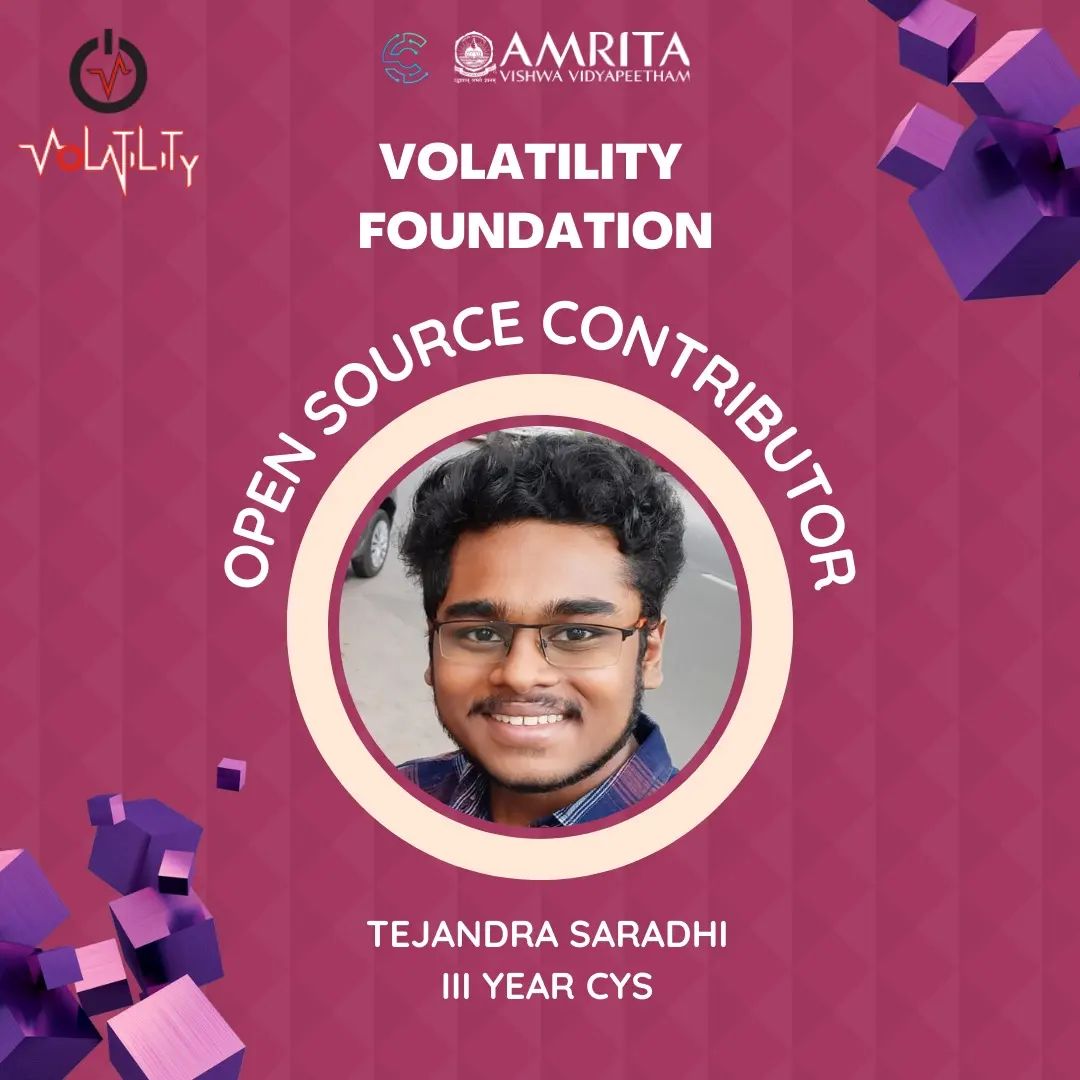 VOLATILITY
AMRITA
VISHWA VIDYAPEETHAM
VOLATILITY
FOUNDATION
OPEN SOURCE CONTRIBUTOR
TEJANDRA SARADHI
III YEAR CYS